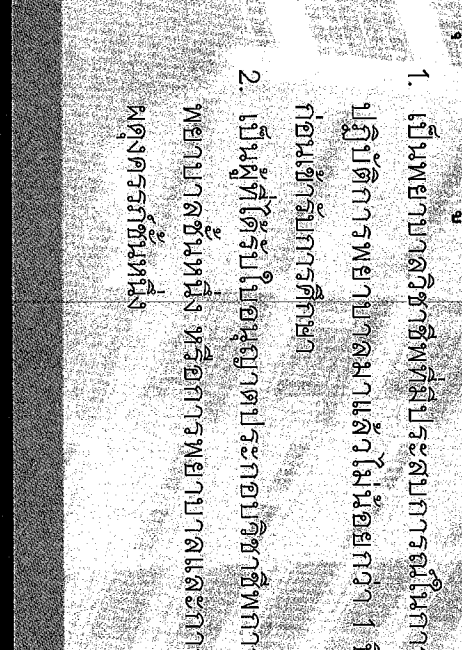 1. เป็นพยาบาลวิชาชีพที่มีประสบการณ์ในกา
ปฏิบัติการพยาบาลมาแล้วไม่น้อยกว่า 1 ปี
ก่อนเข้ารับการศึกษา
2. เป็นผู้ที่ได้รับใบอนุญาตประกอบวิชาชีพกา
พยาบาลชั้นหนึ่ง หรือการพยาบาลและกา
ผดุงครรภ์ชั้นหนึ่ง